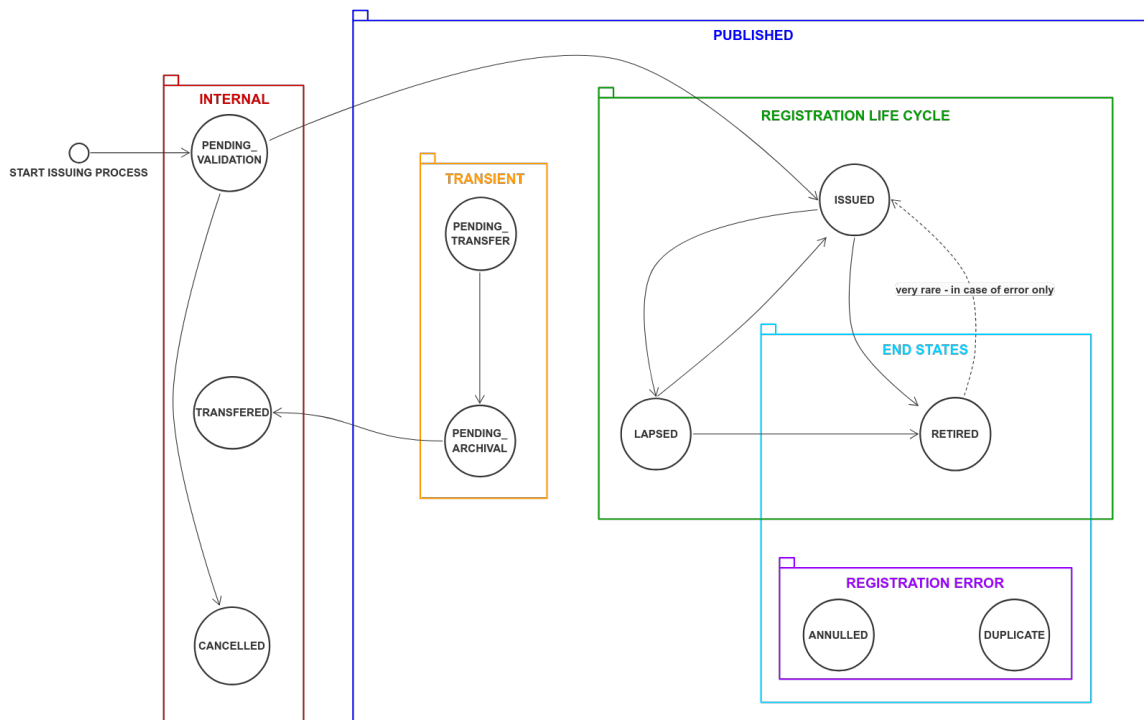 PUBLISHED
INTERNAL
REGISTRATION LIFE CYCLE
PENDING_
VALIDATION
START ISSUING PROCESS
TRANSIENT
ISSUED
PENDING_
TRANSFER
very rare - in case of error only
END STATES
TRANSFERED
PENDING_
ARCHIVAL
LAPSED
RETIRED
REGISTRATION ERROR
ANNULLED
DUPLICATE
CANCELLED